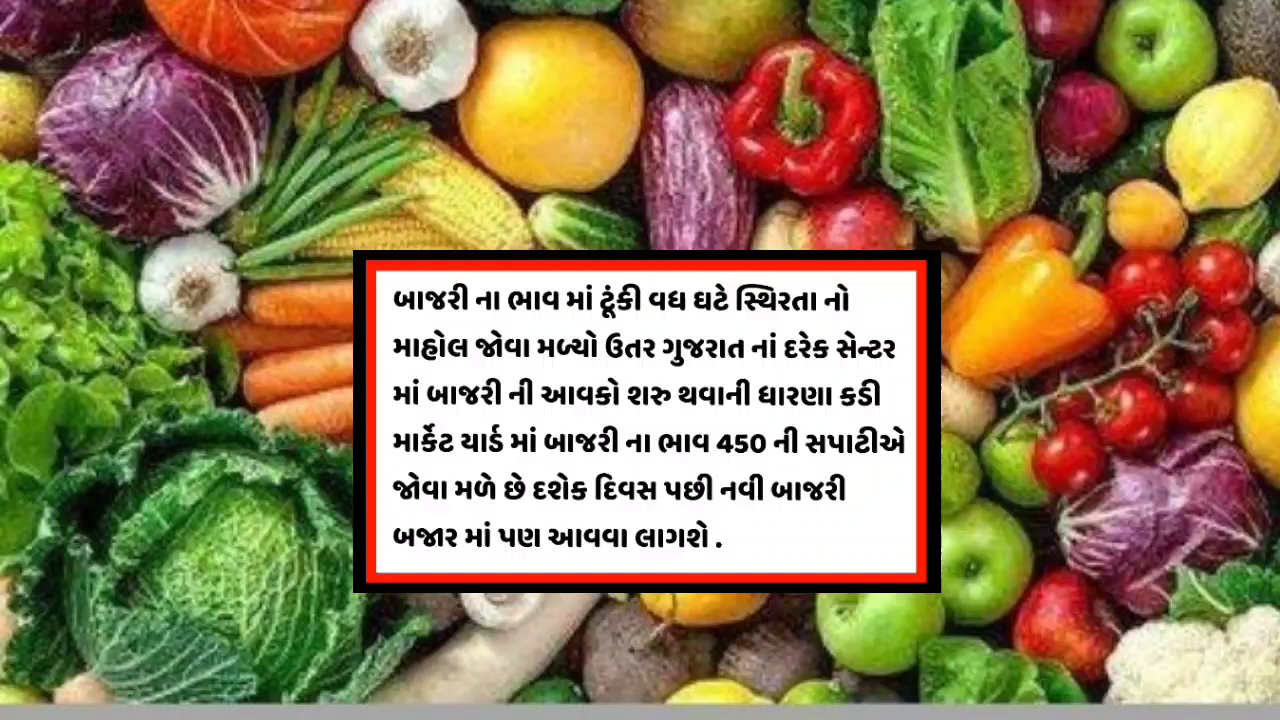 બાજરી ના ભાવ માં ટૂંકી વધ ઘટે સ્થિરતા નો
માહોલ જોવા મળ્યો ઉતર ગુજરાત નાં દરેક સેન્ટર
માં બાજરી ની આવકો શરુ થવાની ધારણા કડી
માર્કેટ યાર્ડ માં બાજરી ના ભાવ 450 ની સપાટીએ
જોવા મળે છે દશેક દિવસ પછી નવી બાજરી
બજાર માં પણ આવવા લાગશે .